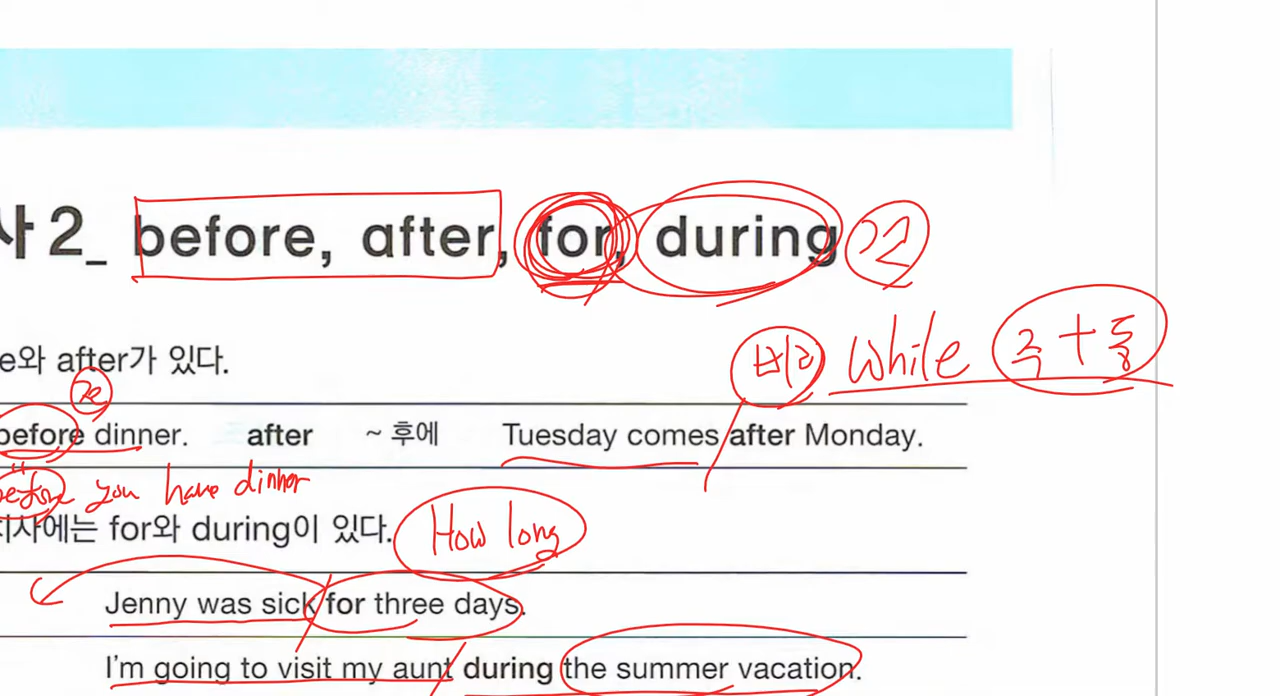 사 2_ before, after, for, during 전
e와 after가 있다.
비교 while 주+동
전
before dinner. after ~ 후에 Tuesday comes after Monday.
before you have dinner
치사에는 for와 during이 있다. How long
Jenny was sick for three days.
I'm going to visit my aunt during the summer vacation.